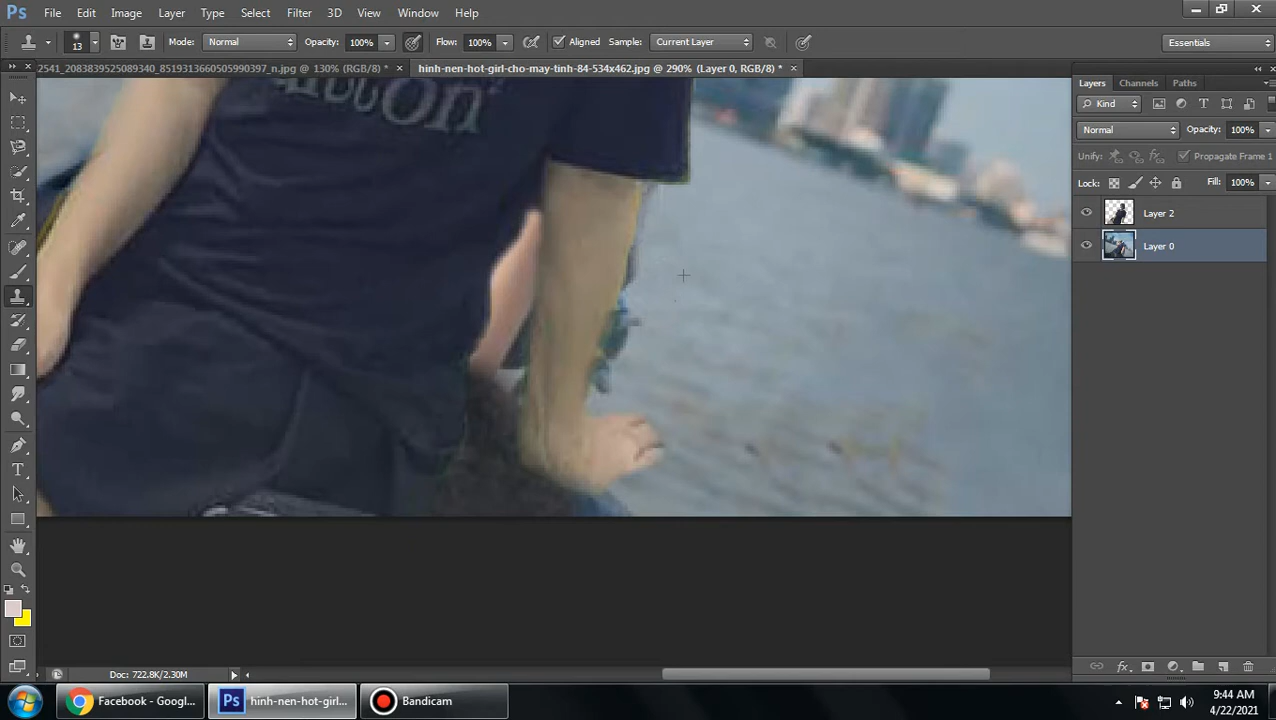 Ps File Edit Image Layer Type Select Filter 3D View Window Help
13 Mode: Normal Opacity: 100% Flow: 100% Aligned Sample: Current Layer Essentials
2541_2083839525089340_8519313660505990397_n.jpg @ 130% (RGB/8) * × hinh-nen-hot-girl-cho-may-tinh-84-534x462.jpg @ 290% (Layer 0, RGB/8) * ×
Layers Channels Paths
Kind T
Normal Opacity: 100%
Unify: Propagate Frame 1
Lock: Fill: 100%
Layer 2
Layer 0
T
Doc: 722.8K/2.30M
fx
Facebook - Googl... Ps hinh-nen-hot-girl... Bandicam
9:44 AM
4/22/2021